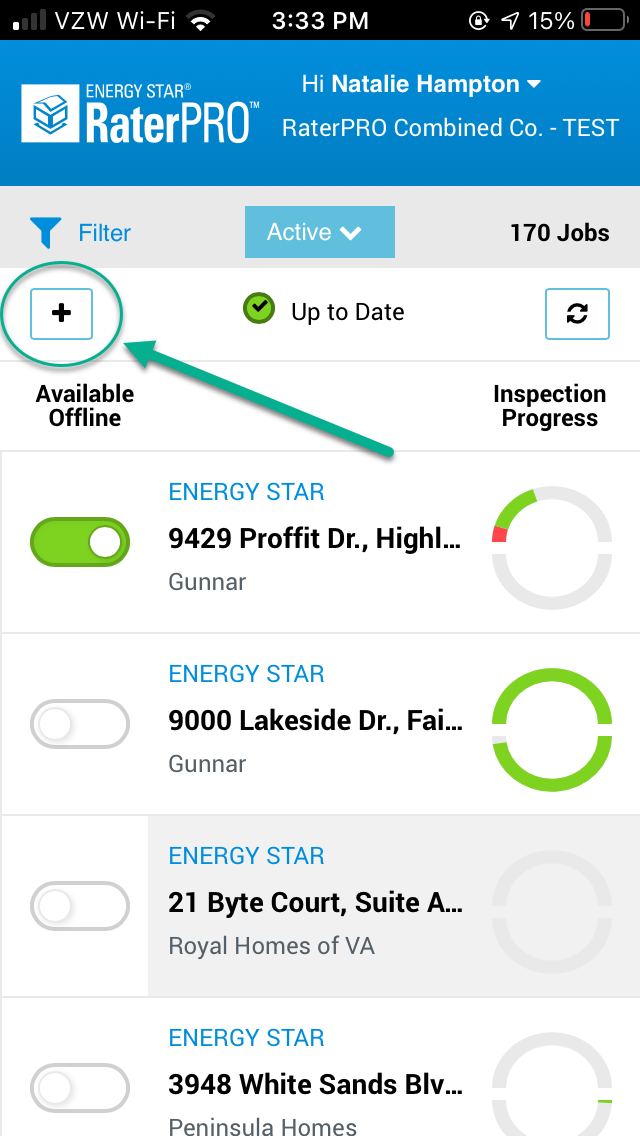 VZW Wi-Fi 3:33 PM 15%
ENERGY STAR®
RaterPRO™
Hi Natalie Hampton
RaterPRO Combined Co. - TEST
Filter Active 170 Jobs
+ Up to Date
Available
Offline
Inspection
Progress
ENERGY STAR
9429 Proffit Dr., Highl...
Gunnar
ENERGY STAR
9000 Lakeside Dr., Fai...
Gunnar
ENERGY STAR
21 Byte Court, Suite A...
Royal Homes of VA
ENERGY STAR
3948 White Sands Blv...
Peninsula Homes